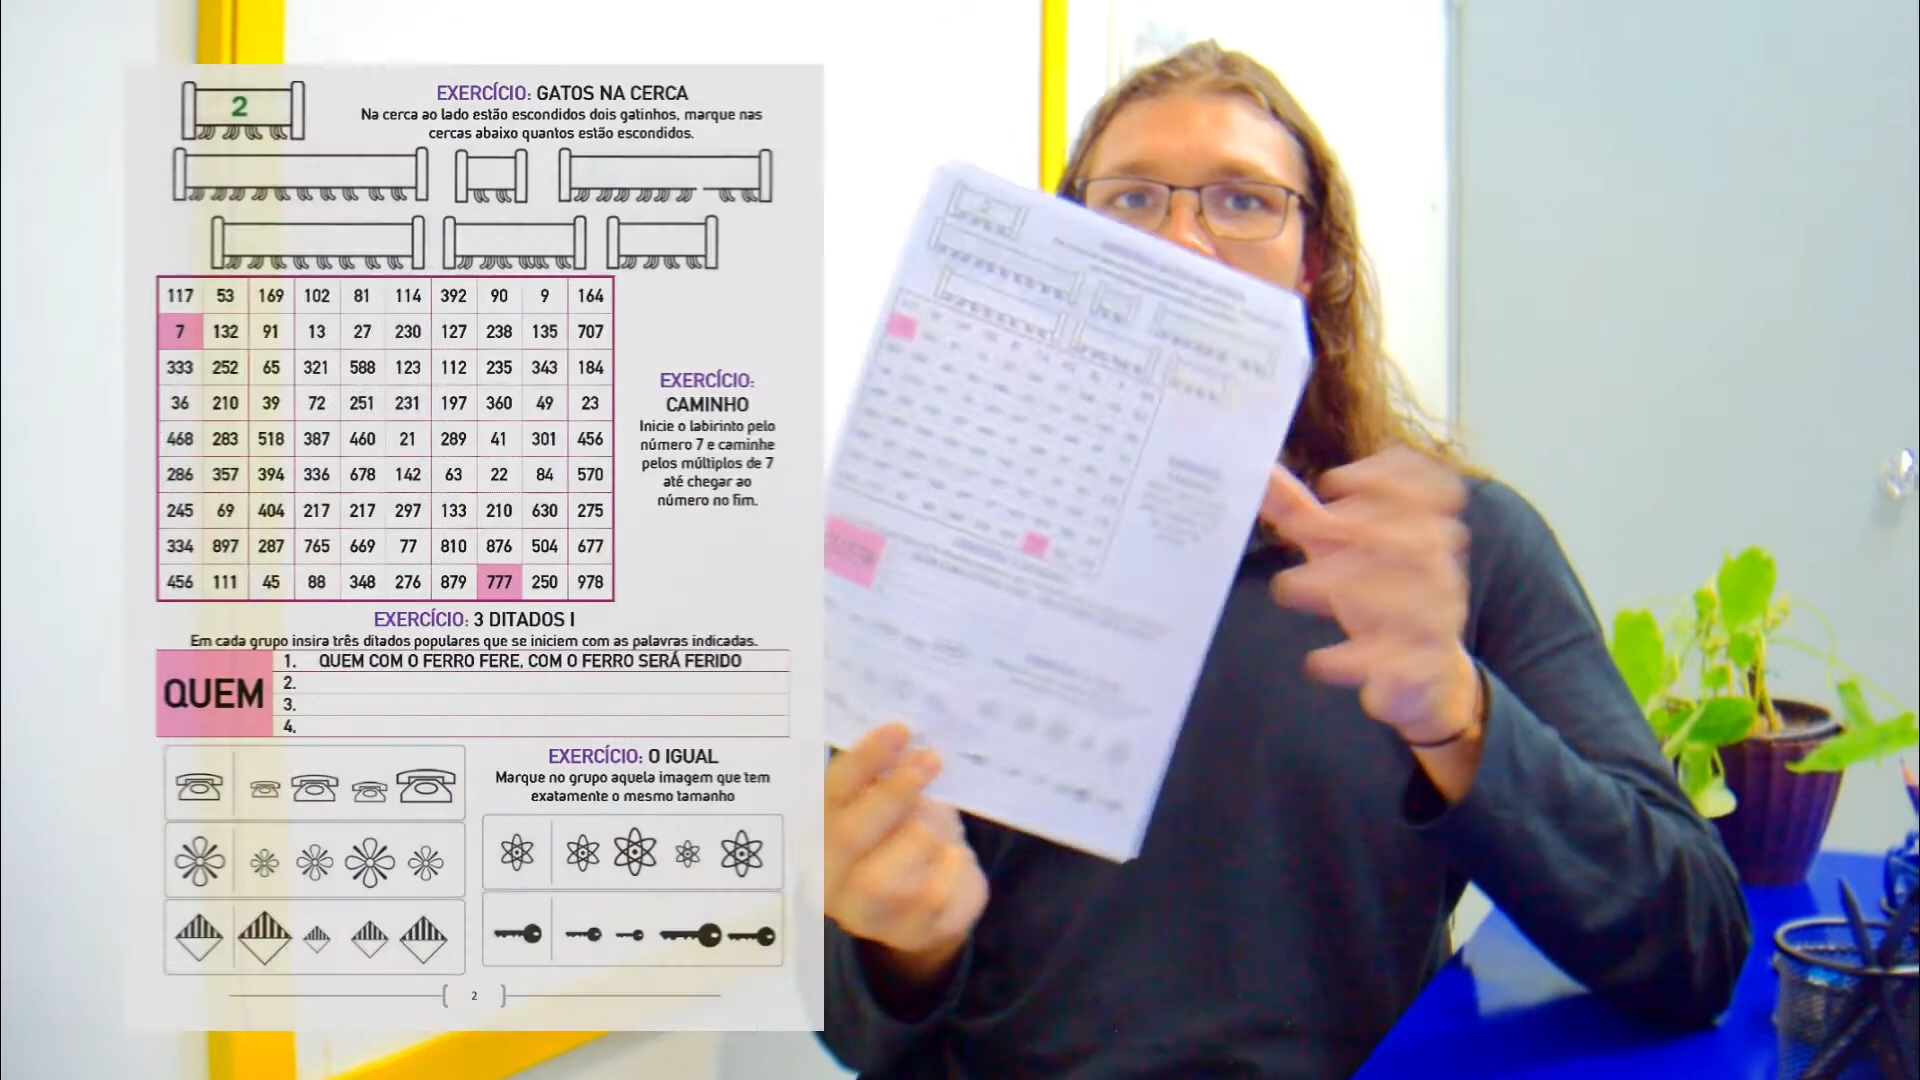 2
EXERCÍCIO: GATOS NA CERCA
Na cerca ao lado estão escondidos dois gatinhos, marque nas
cercas abaixo quantos estão escondidos.
117 53 169 102 81 114 392 90 9 164
7 132 91 13 27 230 127 238 135 707
333 252 65 321 588 123 112 235 343 184
36 210 39 72 251 231 197 360 49 23
468 283 518 387 460 21 289 41 301 456
286 357 394 336 678 142 63 22 84 570
245 69 404 217 217 297 133 210 630 275
334 897 287 765 669 77 810 876 504 677
456 111 45 88 348 276 879 777 250 978
EXERCÍCIO:
CAMINHO
Inicie o labirinto pelo
número 7 e caminhe
pelos múltiplos de 7
até chegar ao
número no fim.
EXERCÍCIO: 3 DITADOS I
Em cada grupo insira três ditados populares que se iniciem com as palavras indicadas.
QUEM
1. QUEM COM O FERRO FERE, COM O FERRO SERÁ FERIDO
2.
3.
4.
EXERCÍCIO: O IGUAL
Marque no grupo aquela imagem que tem
exatamente o mesmo tamanho
2